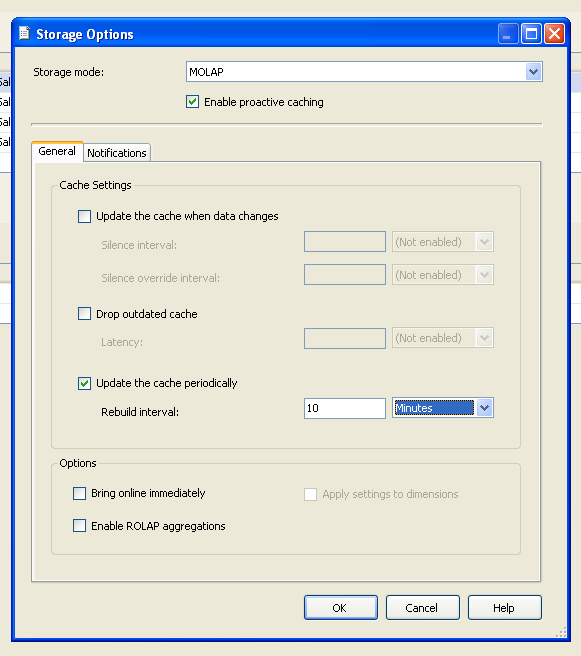 Storage Options
Storage mode:
MOLAP
Enable proactive caching
General
Notifications
Cache Settings
Update the cache when data changes
Silence interval:
(Not enabled)
Silence override interval:
(Not enabled)
Drop outdated cache
Latency:
(Not enabled)
Update the cache periodically
Rebuild interval:
10
Minutes
Options
Bring online immediately
Apply settings to dimensions
Enable ROLAP aggregations
OK
Cancel
Help